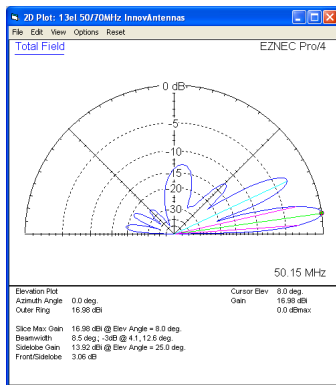 2D Plot: 13el 50/70MHz InnovAntennas
File Edit View Options Reset
Total Field
EZNEC Pro/4
0 dB
-5
-10
-15
-20
-30
50.15 MHz
Elevation Plot
Azimuth Angle 0.0 deg.
Outer Ring 16.98 dBi
Cursor Elev 8.0 deg.
Gain 16.98 dBi
0.0 dBmax
Slice Max Gain 16.98 dBi @ Elev Angle = 8.0 deg.
Beamwidth 8.5 deg.; -3dB @ 4.1, 12.6 deg.
Sidelobe Gain 13.92 dBi @ Elev Angle = 25.0 deg.
Front/Sidelobe 3.06 dB